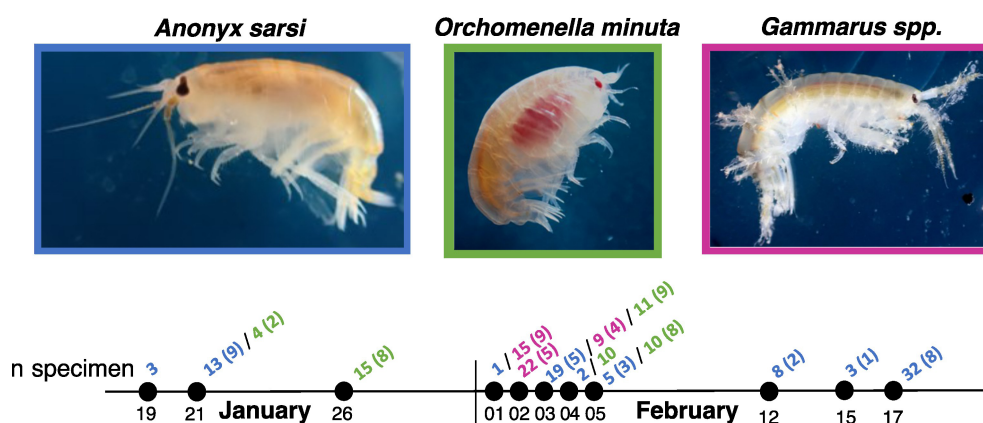 Anonyx sarsi
Orchomenella minuta
Gammarus spp.
n specimen
3
13 (9) / 4 (2)
15 (8)
1 / 15 (9)
22 (5)
19 (5) / 9 (4) / 11 (9)
2 / 10
5 (3) / 10 (8)
8 (2)
3 (1)
32 (8)
19 21 January 26 01 02 03 04 05 February 12 15 17